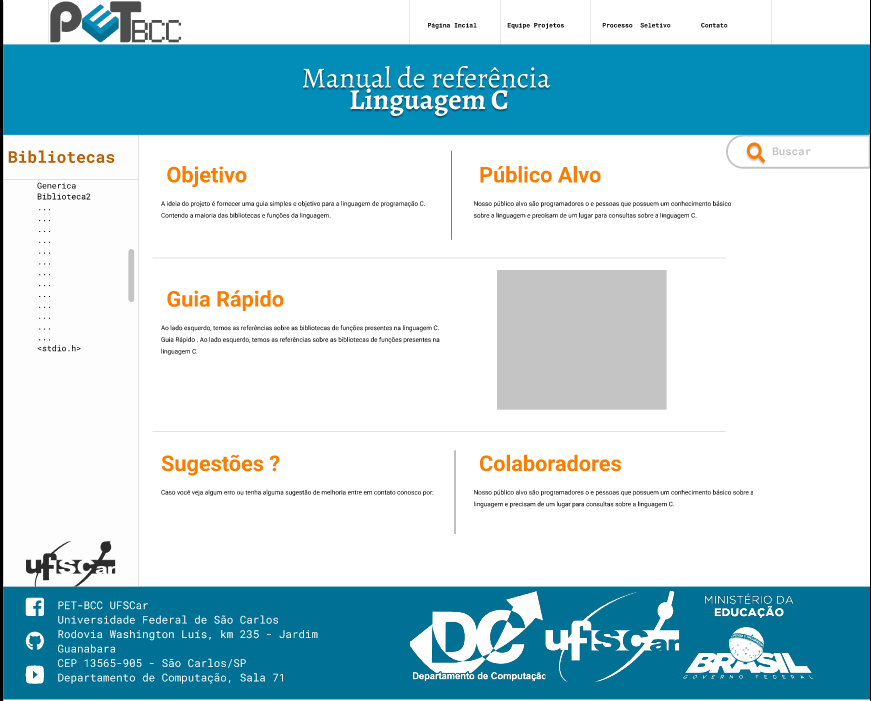 PETBCC
Página Incial
Equipe Projetos
Processo Seletivo
Contato
Manual de referência
Linguagem C
Bibliotecas
Generica
Biblioteca2
...
...
...
...
...
...
...
...
...
...
...
...
...
<stdio.h>
Buscar
Objetivo
A ideia do projeto é fornecer uma guia simples e objetivo para a linguagem de programação C.
Contendo a maioria das bibliotecas e funções da linguagem.
Público Alvo
Nosso público alvo são programadores o e pessoas que possuem um conhecimento básico
sobre a linguagem e precisam de um lugar para consultas sobre a linguagem C.
Guia Rápido
Ao lado esquerdo, temos as referências sobre as bibliotecas de funções presentes na linguagem C.
Guia Rápido . Ao lado esquerdo, temos as referências sobre as bibliotecas de funções presentes na
linguagem C.
Sugestões ?
Caso você veja algum erro ou tenha alguma sugestão de melhoria entre em contato conosco por:
Colaboradores
Nosso público alvo são programadores o e pessoas que possuem um conhecimento básico sobre a
linguagem e precisam de um lugar para consultas sobre a linguagem C.
ufscar
PET-BCC UFSCar
Universidade Federal de São Carlos
Rodovia Washington Luís, km 235 - Jardim
Guanabara
CEP 13565-905 - São Carlos/SP
Departamento de Computação, Sala 71
DC
Departamento de Computação
ufscar
MINISTÉRIO DA
EDUCAÇÃO
BRASIL
GOVERNO FEDERAL